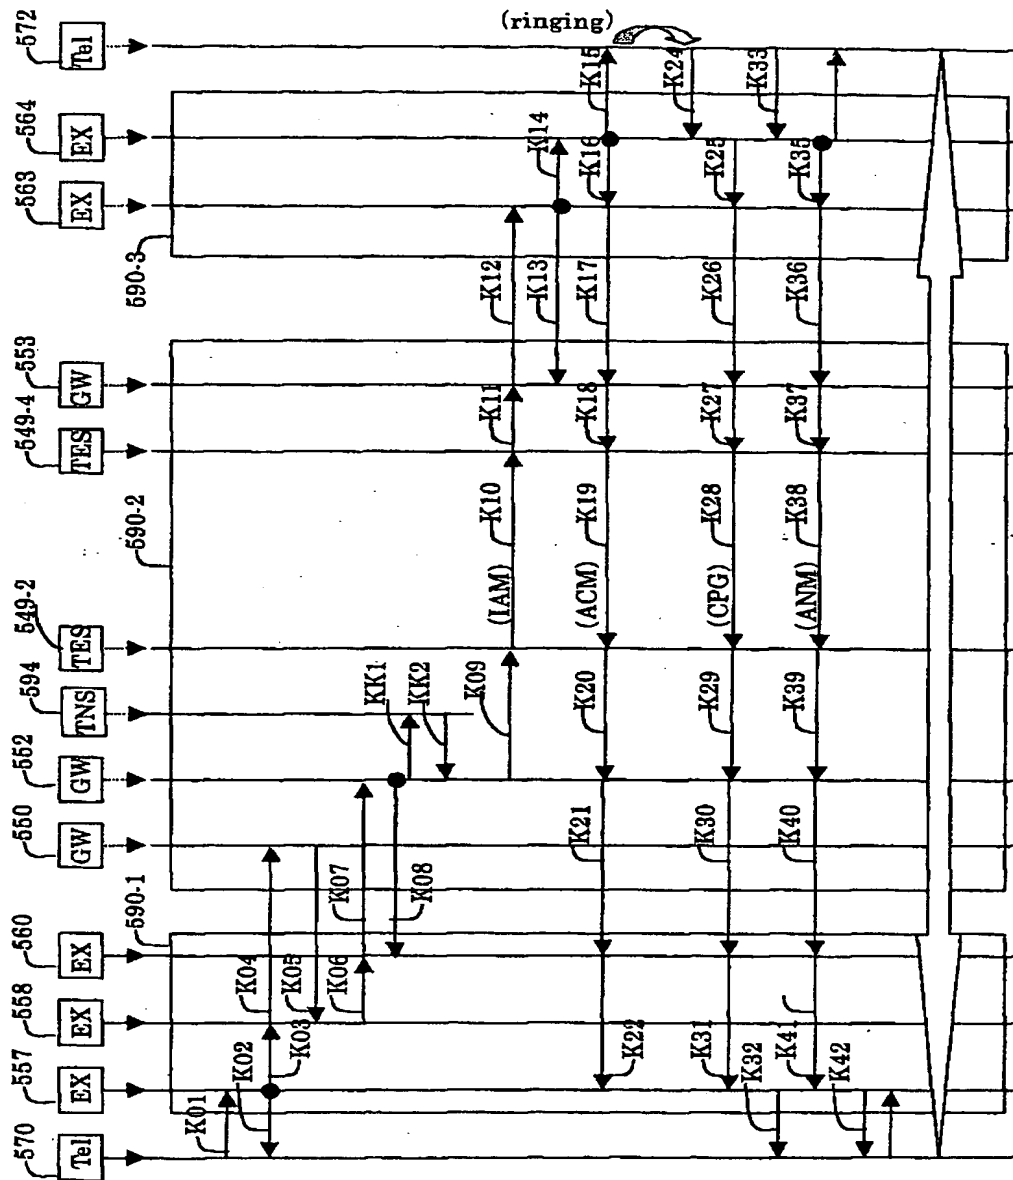 (ringing)
572
Tel
564
EX
563
EX
590-3
553
GW
549-4
TES
590-2
549-2
TES
594
TNS
552
GW
550
GW
590-1
560
EX
558
EX
557
EX
570
Tel
K01
K02
K03
K04
K05
K06
K07
K08
KK1
KK2
K09
(IAM)
K10
K11
K12
K13
K14
K15
K16
K17
K18
(ACM)
K19
K20
K21
K22
K24
K25
K26
K27
(CPG)
K28
K29
K30
K31
K32
K33
K35
K36
K37
(ANM)
K38
K39
K40
K41
K42